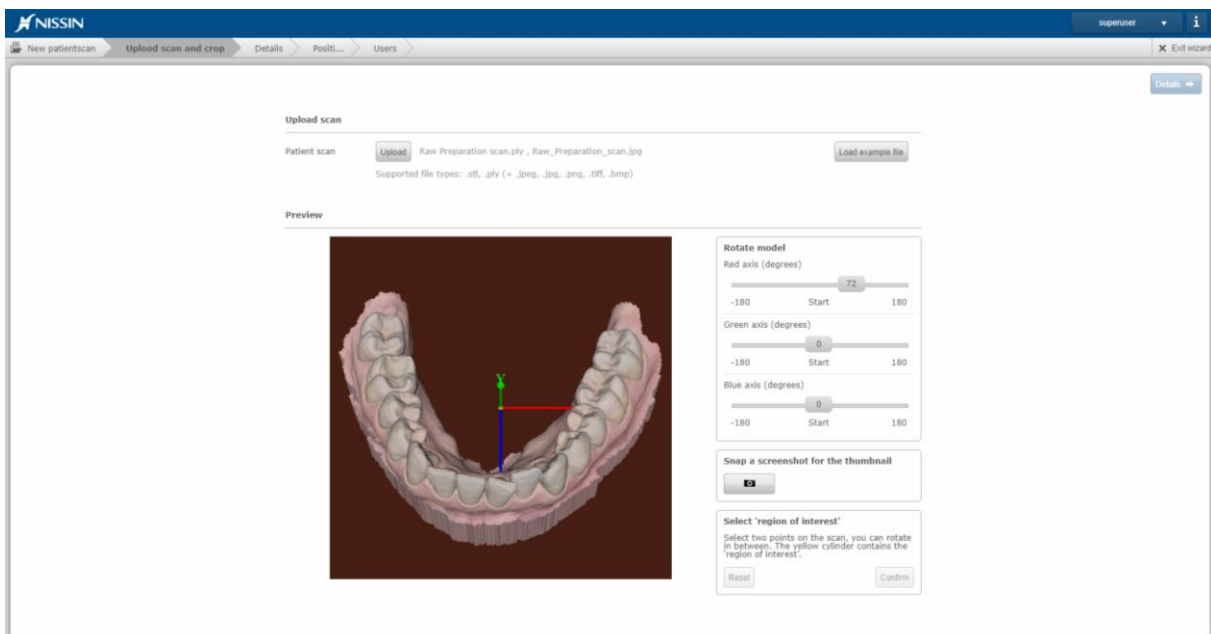 NISSIN
superuser
i
New patientscan
Upload scan and crop
Details
Positi...
Users
Exit wizard
Details
Upload scan
Patient scan
Upload
Raw Preparation scan.ply , Raw_Preparation_scan.jpg
Load example file
Supported file types: .stl, .ply (+ .jpeg, .jpg, .png, .tiff, .bmp)
Preview
Y
Rotate model
Red axis (degrees)
72
-180 Start 180
Green axis (degrees)
0
-180 Start 180
Blue axis (degrees)
0
-180 Start 180
Snap a screenshot for the thumbnail
Select 'region of interest'
Select two points on the scan, you can rotate
in between. The yellow cylinder contains the
'region of interest'.
Reset
Confirm